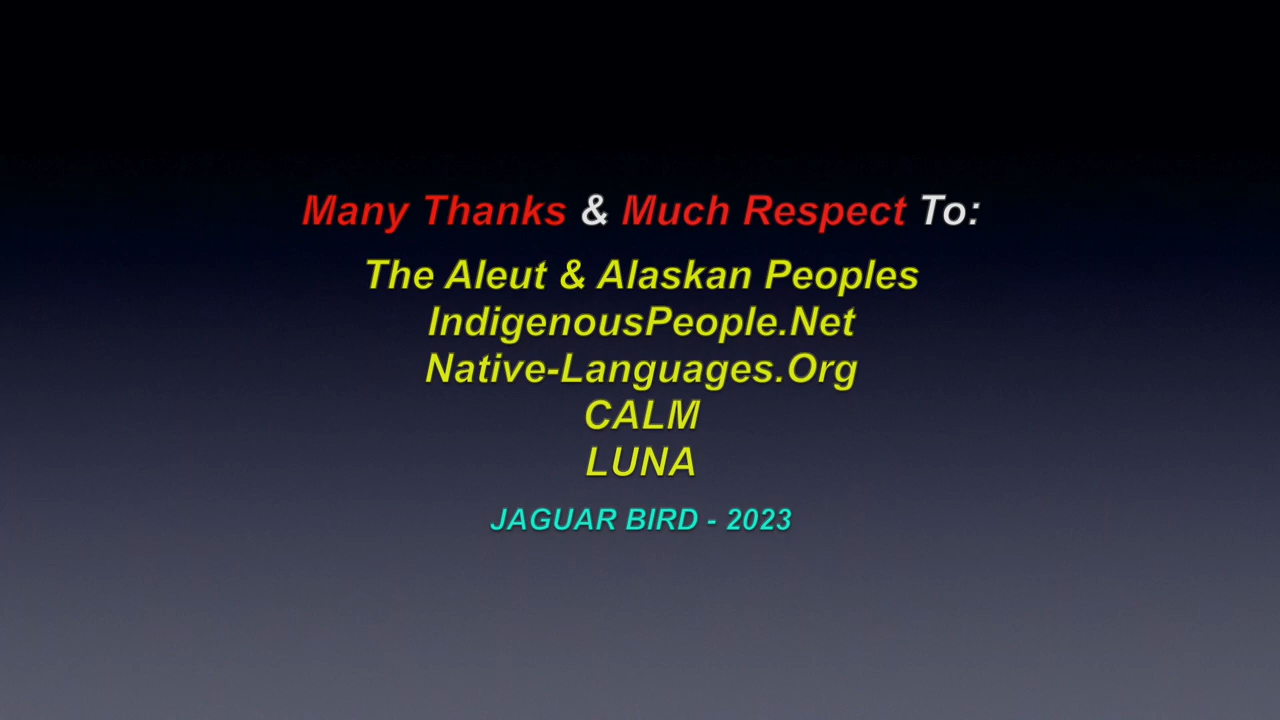 Many Thanks & Much Respect To:
The Aleut & Alaskan Peoples
IndigenousPeople.Net
Native-Languages.Org
CALM
LUNA
JAGUAR BIRD - 2023